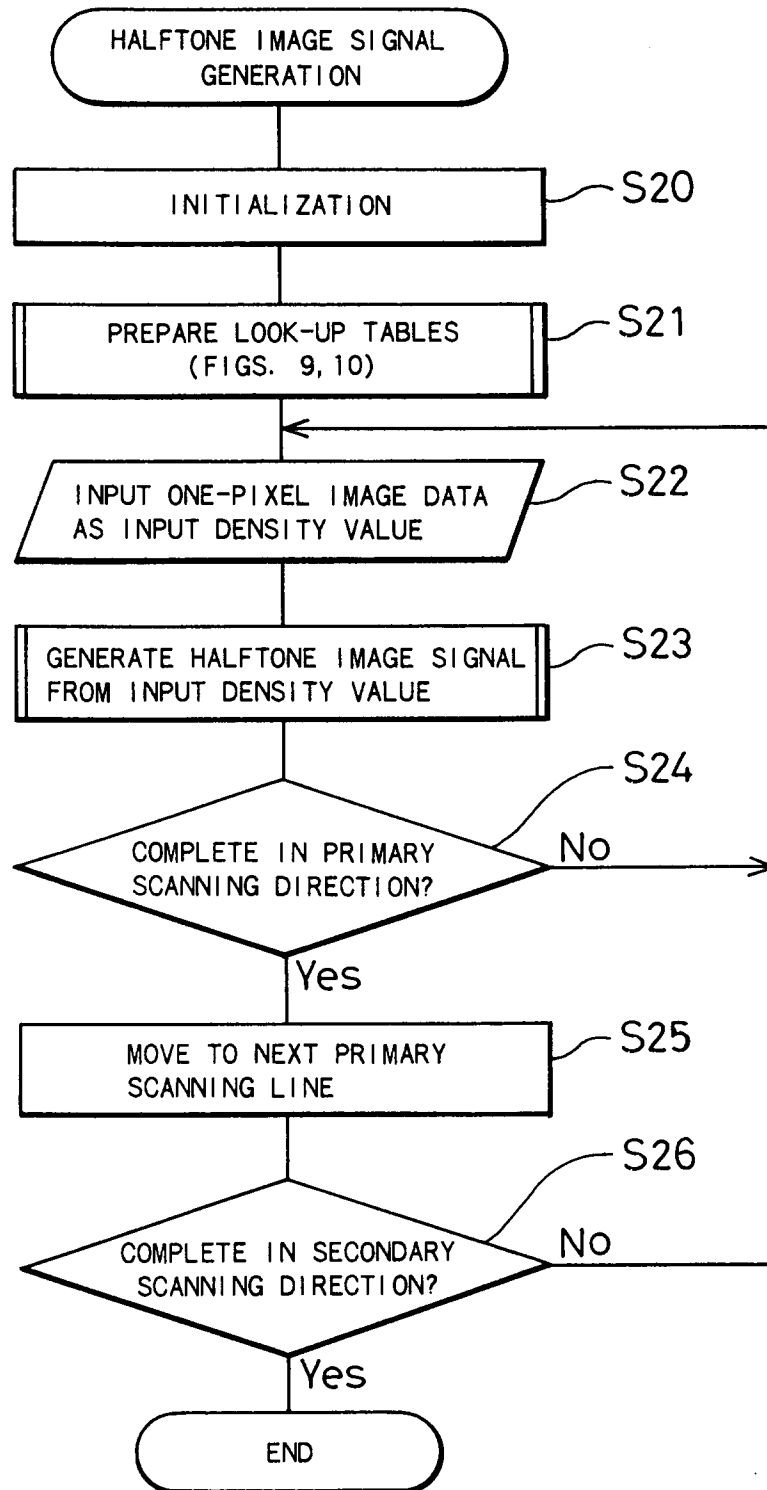 HALFTONE IMAGE SIGNAL
GENERATION
INITIALIZATION
S20
PREPARE LOOK-UP TABLES
(FIGS. 9, 10)
S21
INPUT ONE-PIXEL IMAGE DATA
AS INPUT DENSITY VALUE
S22
GENERATE HALFTONE IMAGE SIGNAL
FROM INPUT DENSITY VALUE
S23
S24
COMPLETE IN PRIMARY
SCANNING DIRECTION?
No
Yes
MOVE TO NEXT PRIMARY
SCANNING LINE
S25
S26
COMPLETE IN SECONDARY
SCANNING DIRECTION?
No
Yes
END